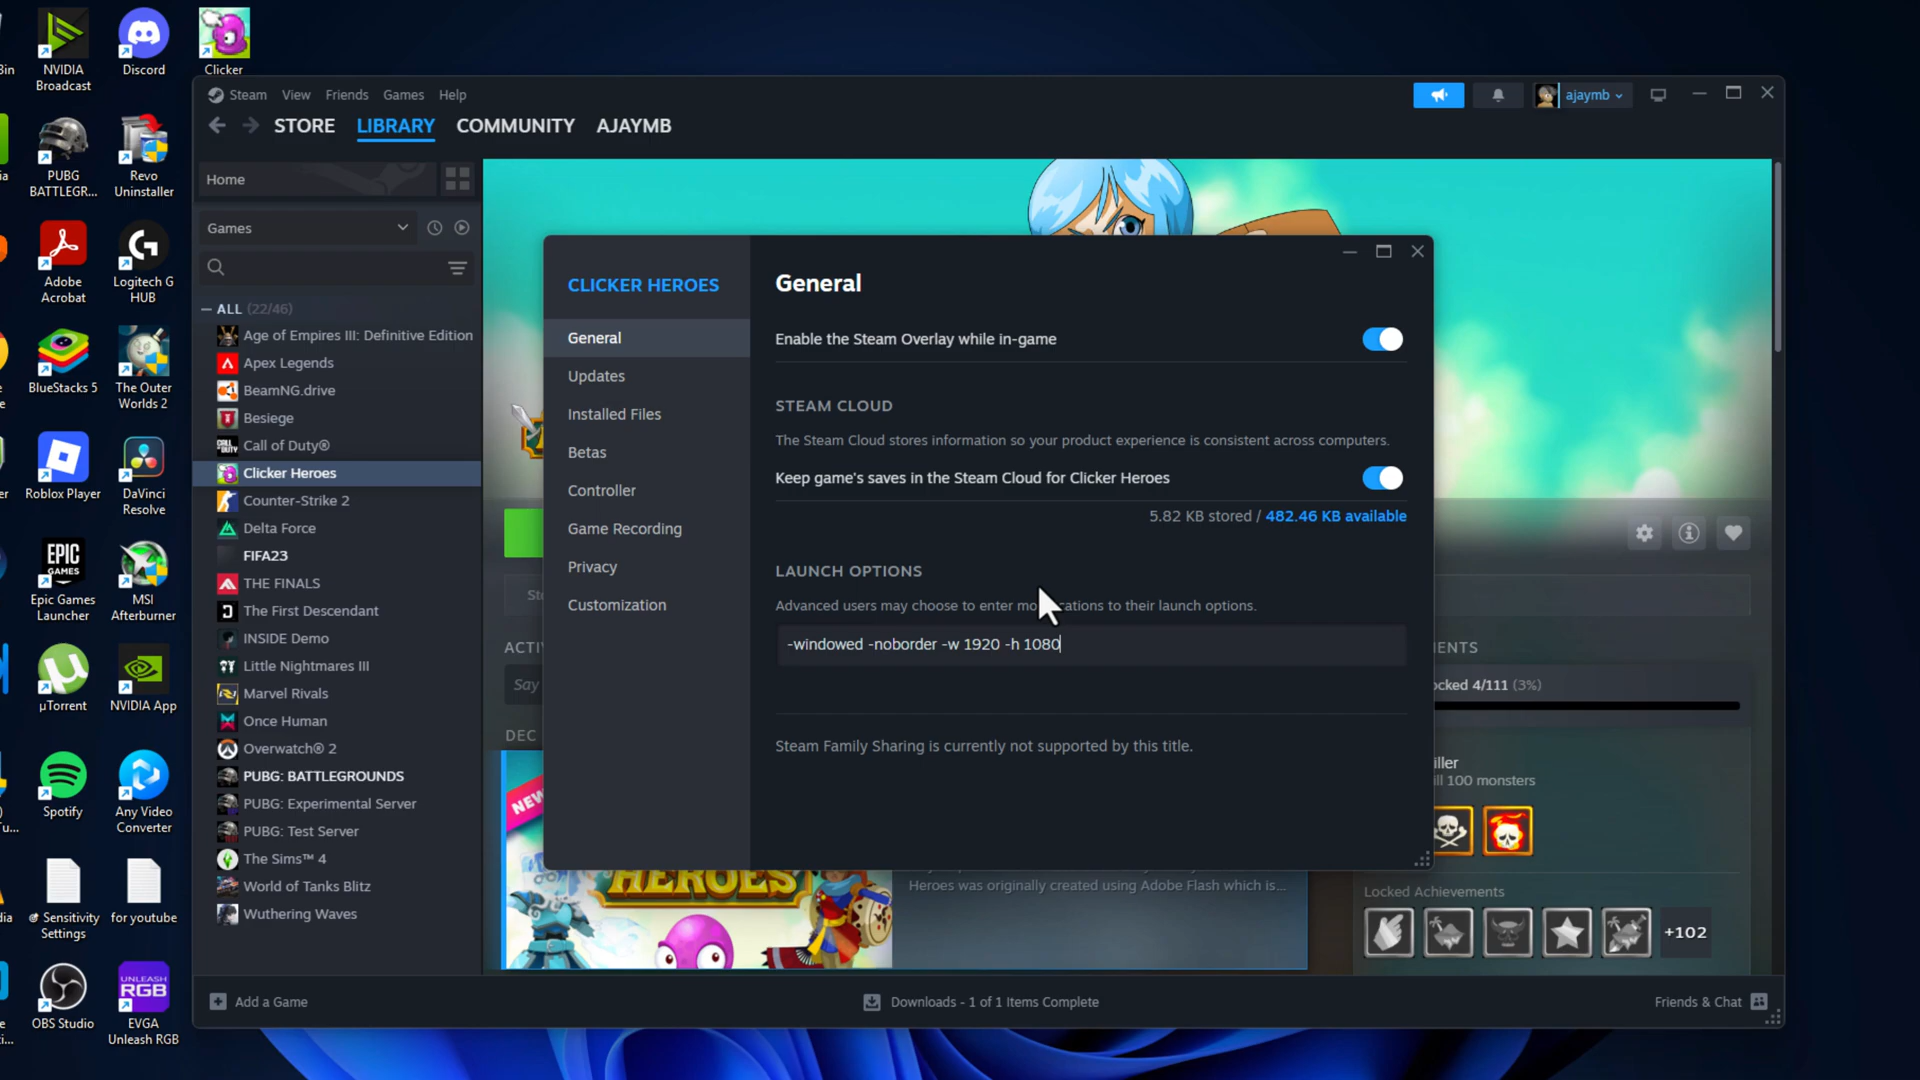 Bin
NVIDIA Broadcast
Discord
Clicker
PUBG BATTLEGR...
Revo Uninstaller
Adobe Acrobat
Logitech G HUB
BlueStacks 5
The Outer Worlds 2
Roblox Player
DaVinci Resolve
EPIC GAMES
Epic Games Launcher
MSI Afterburner
µTorrent
NVIDIA App
Spotify
Any Video Converter
Sensitivity Settings
for youtube
OBS Studio
UNLEASH RGB
EVGA Unleash RGB
Steam View Friends Games Help
ajaymb
STORE LIBRARY COMMUNITY AJAYMB
Home
Games
ALL (22/46)
Age of Empires III: Definitive Edition
Apex Legends
BeamNG.drive
Besiege
Call of Duty®
Clicker Heroes
Counter-Strike 2
Delta Force
FIFA23
THE FINALS
The First Descendant
INSIDE Demo
Little Nightmares III
Marvel Rivals
Once Human
Overwatch® 2
PUBG: BATTLEGROUNDS
PUBG: Experimental Server
PUBG: Test Server
The Sims™ 4
World of Tanks Blitz
Wuthering Waves
CLICKER HEROES
General
Updates
Installed Files
Betas
Controller
Game Recording
Privacy
Customization
General
Enable the Steam Overlay while in-game
STEAM CLOUD
The Steam Cloud stores information so your product experience is consistent across computers.
Keep game's saves in the Steam Cloud for Clicker Heroes
5.82 KB stored / 482.46 KB available
LAUNCH OPTIONS
Advanced users may choose to enter mo cations to their launch options.
-windowed -noborder -w 1920 -h 1080
Steam Family Sharing is currently not supported by this title.
St
ACTIV
Say
DEC
NEW
HEROES
Heroes was originally created using Adobe Flash which is...
ENTS
ocked 4/111 (3%)
iller
ill 100 monsters
Locked Achievements
+102
Add a Game
Downloads - 1 of 1 Items Complete
Friends & Chat